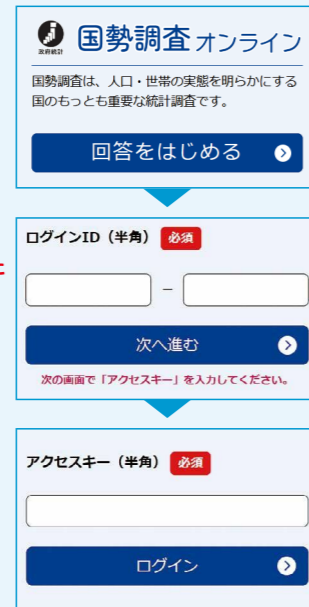 政府統計
国勢調査オンライン
国勢調査は、人口・世帯の実態を明らかにする
国のもっとも重要な統計調査です。
回答をはじめる
ログインID（半角） 必須
–
次へ進む
次の画面で「アクセスキー」を入力してください。
アクセスキー（半角） 必須
ログイン